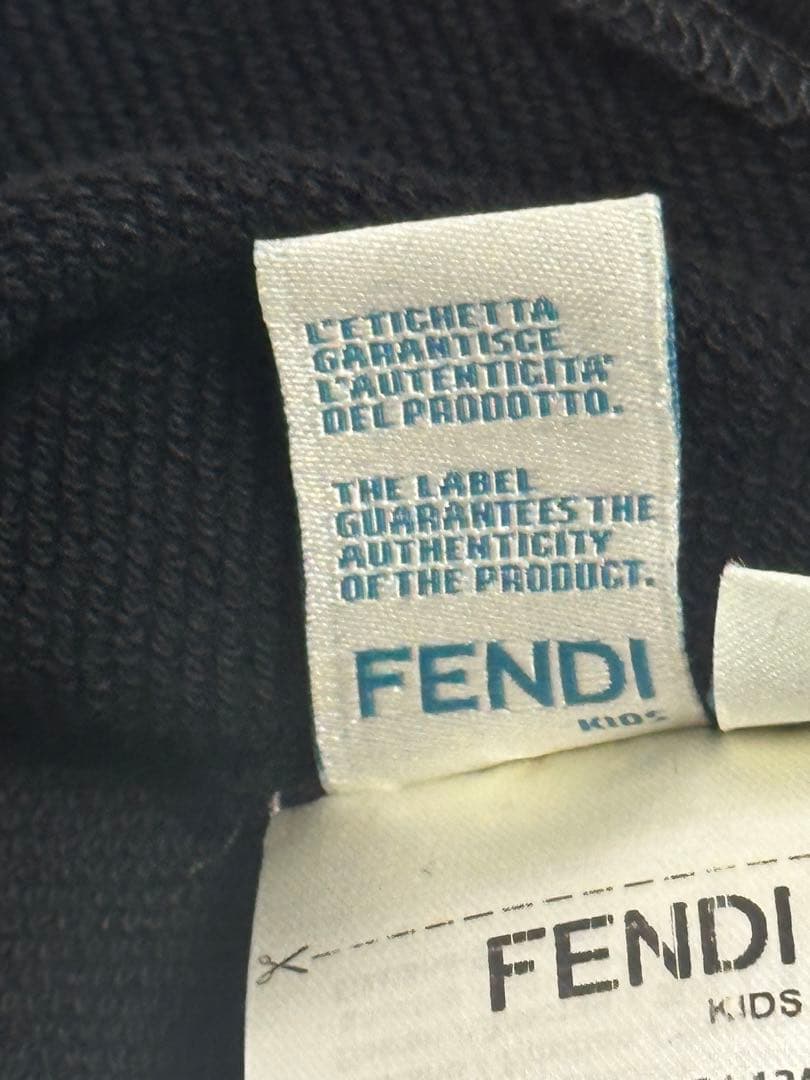 L'ETICHETTA
GARANTISCE
L'AUTENTICITA'
DEL PRODOTTO.
THE LABEL
GUARANTEES THE
AUTHENTICITY
OF THE PRODUCT.
FENDI
KIDS
FENDI
KIDS